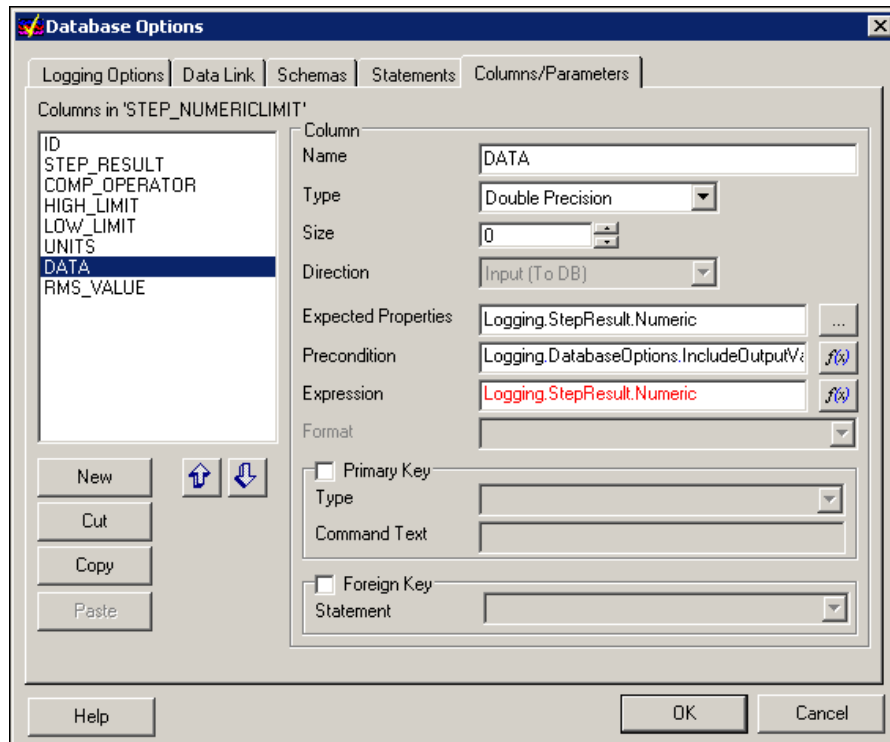 Database Options
Logging Options Data Link Schemas Statements Columns/Parameters
Columns in 'STEP_NUMERICLIMIT'
ID
STEP_RESULT
COMP_OPERATOR
HIGH_LIMIT
LOW_LIMIT
UNITS
DATA
RMS_VALUE
New
Cut
Copy
Paste
Column
Name DATA
Type Double Precision
Size 0
Direction Input (To DB)
Expected Properties Logging.StepResult.Numeric ...
Precondition Logging.DatabaseOptions.IncludeOutputVa f(x)
Expression Logging.StepResult.Numeric f(x)
Format
Primary Key
Type
Command Text
Foreign Key
Statement
Help OK Cancel